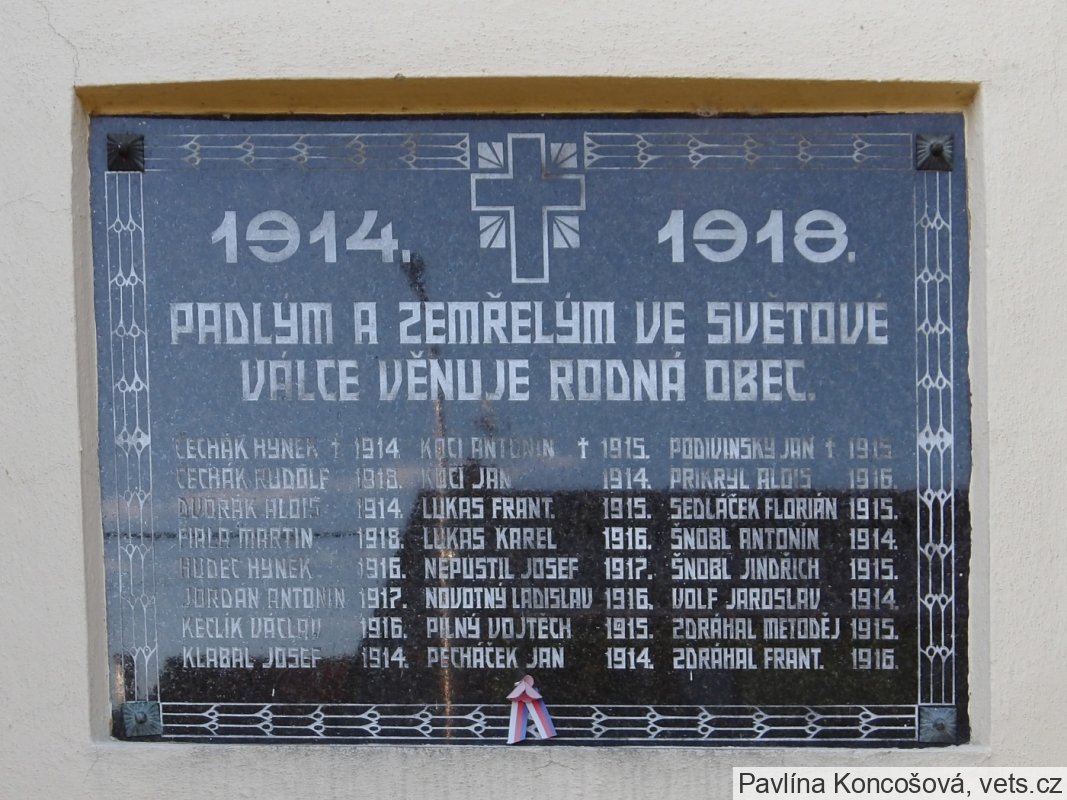 1914. 1918.
PADLÝM A ZEMŘELÝM VE SVĚTOVÉ
VÁLCE VĚNUJE RODNÁ OBEC.
ČECHÁK HYNEK † 1914
ČECHÁK RUDOLF 1918.
DVOŘÁK ALOIS 1914.
FIALA MARTIN 1918.
HUDEC HYNEK 1916.
JORDAN ANTONÍN 1917.
KECLÍK VÁCLAV 1916.
KLABAL JOSEF 1914.
KOČÍ ANTONÍN † 1915.
KOČÍ JAN 1914.
LUKAS FRANT. 1915.
LUKAS KAREL 1916.
NEPUSTIL JOSEF 1917.
NOVOTNÝ LADISLAV 1916.
PILNÝ VOJTĚCH 1915.
PECHÁČEK JAN 1914.
PODIVÍNSKÝ JAN † 1915.
PŘIKRYL ALOIS 1916.
SEDLÁČEK FLORIÁN 1915.
ŠNOBL ANTONÍN 1914.
ŠNOBL JINDŘICH 1915.
VOLF JAROSLAV 1914.
ZDRÁHAL METODĚJ 1915.
ZDRÁHAL FRANT. 1916.
Pavlína Koncošová, vets.cz